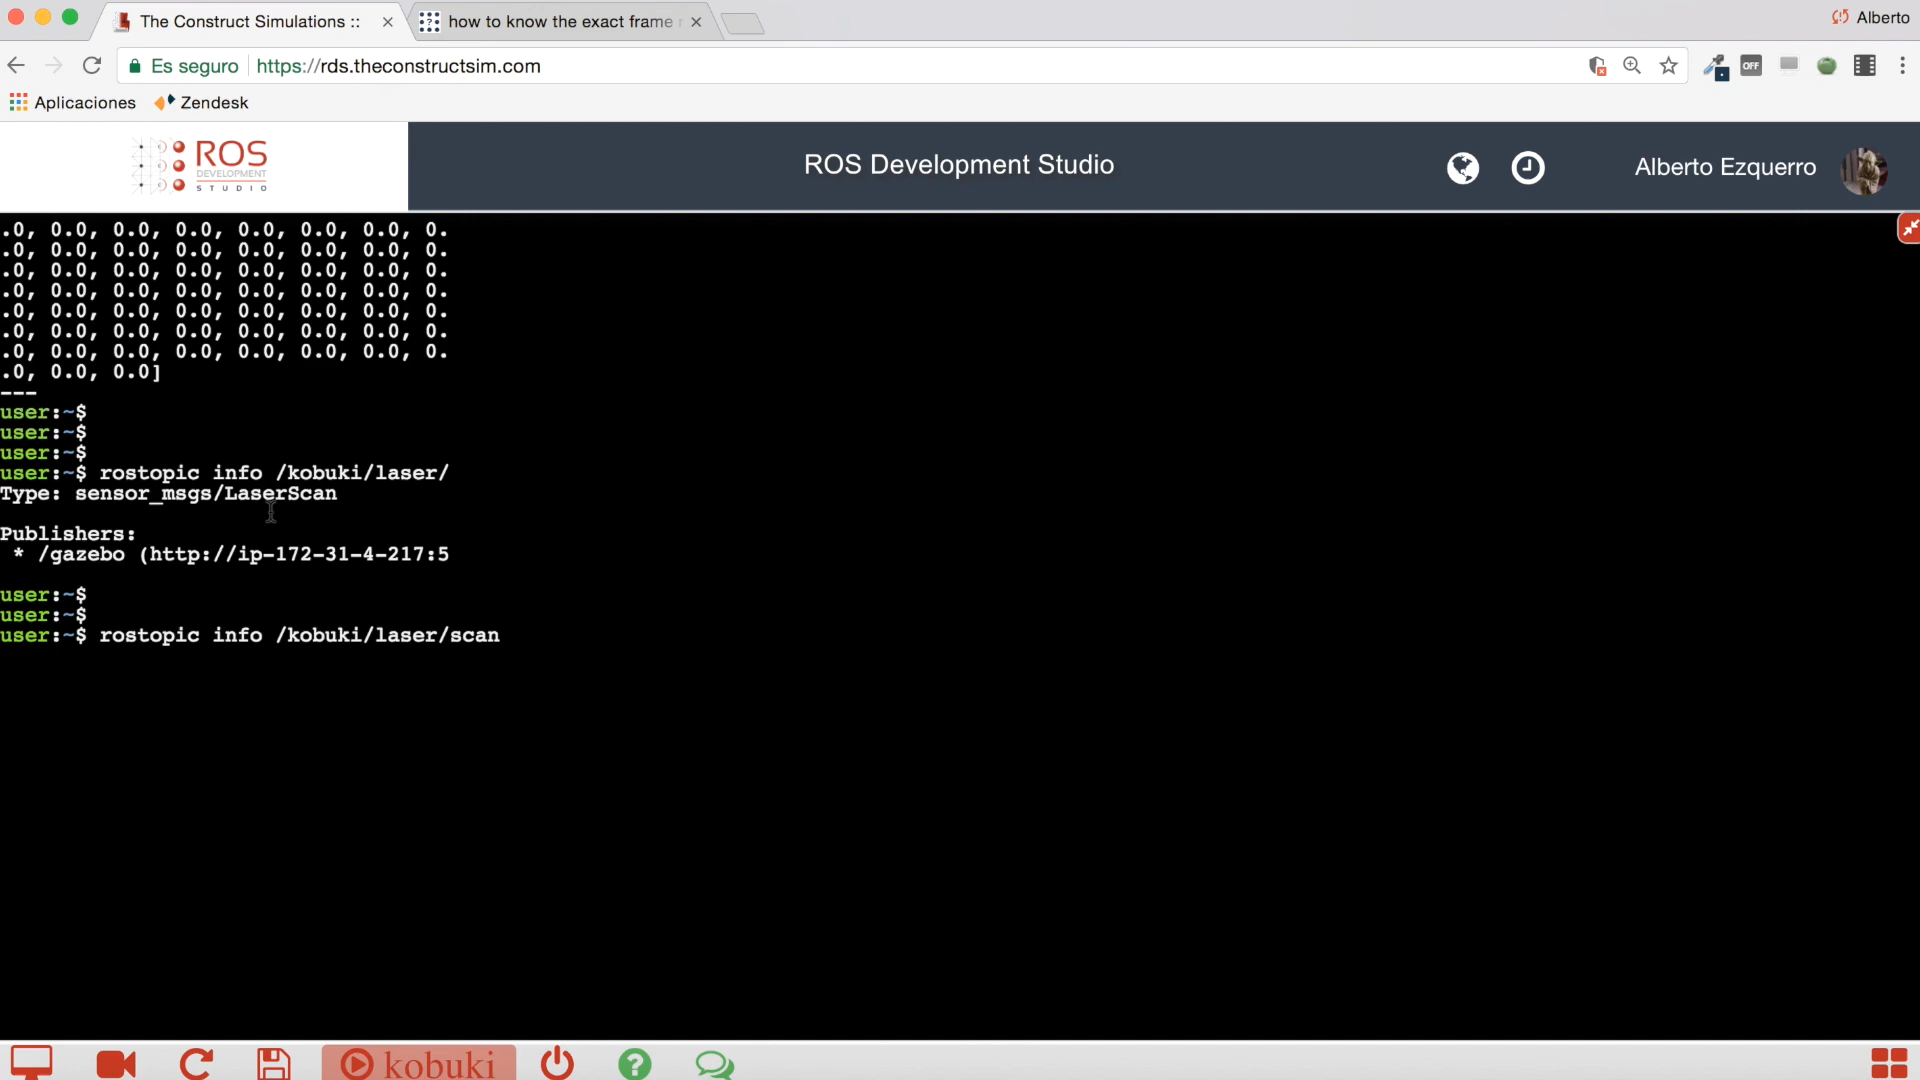 The Construct Simulations ::
how to know the exact frame
Alberto
Es seguro
https://rds.theconstructsim.com
OFF
Aplicaciones
Zendesk
ROS
DEVELOPMENT
STUDIO
ROS Development Studio
Alberto Ezquerro
.0, 0.0, 0.0, 0.0, 0.0, 0.0, 0.0, 0.
.0, 0.0, 0.0, 0.0, 0.0, 0.0, 0.0, 0.
.0, 0.0, 0.0, 0.0, 0.0, 0.0, 0.0, 0.
.0, 0.0, 0.0, 0.0, 0.0, 0.0, 0.0, 0.
.0, 0.0, 0.0, 0.0, 0.0, 0.0, 0.0, 0.
.0, 0.0, 0.0, 0.0, 0.0, 0.0, 0.0, 0.
.0, 0.0, 0.0, 0.0, 0.0, 0.0, 0.0, 0.
.0, 0.0, 0.0]
---
user:~$
user:~$
user:~$
user:~$ rostopic info /kobuki/laser/
Type: sensor_msgs/LaserScan
Publishers:
* /gazebo (http://ip-172-31-4-217:5
user:~$
user:~$
user:~$ rostopic info /kobuki/laser/scan
kobuki
?